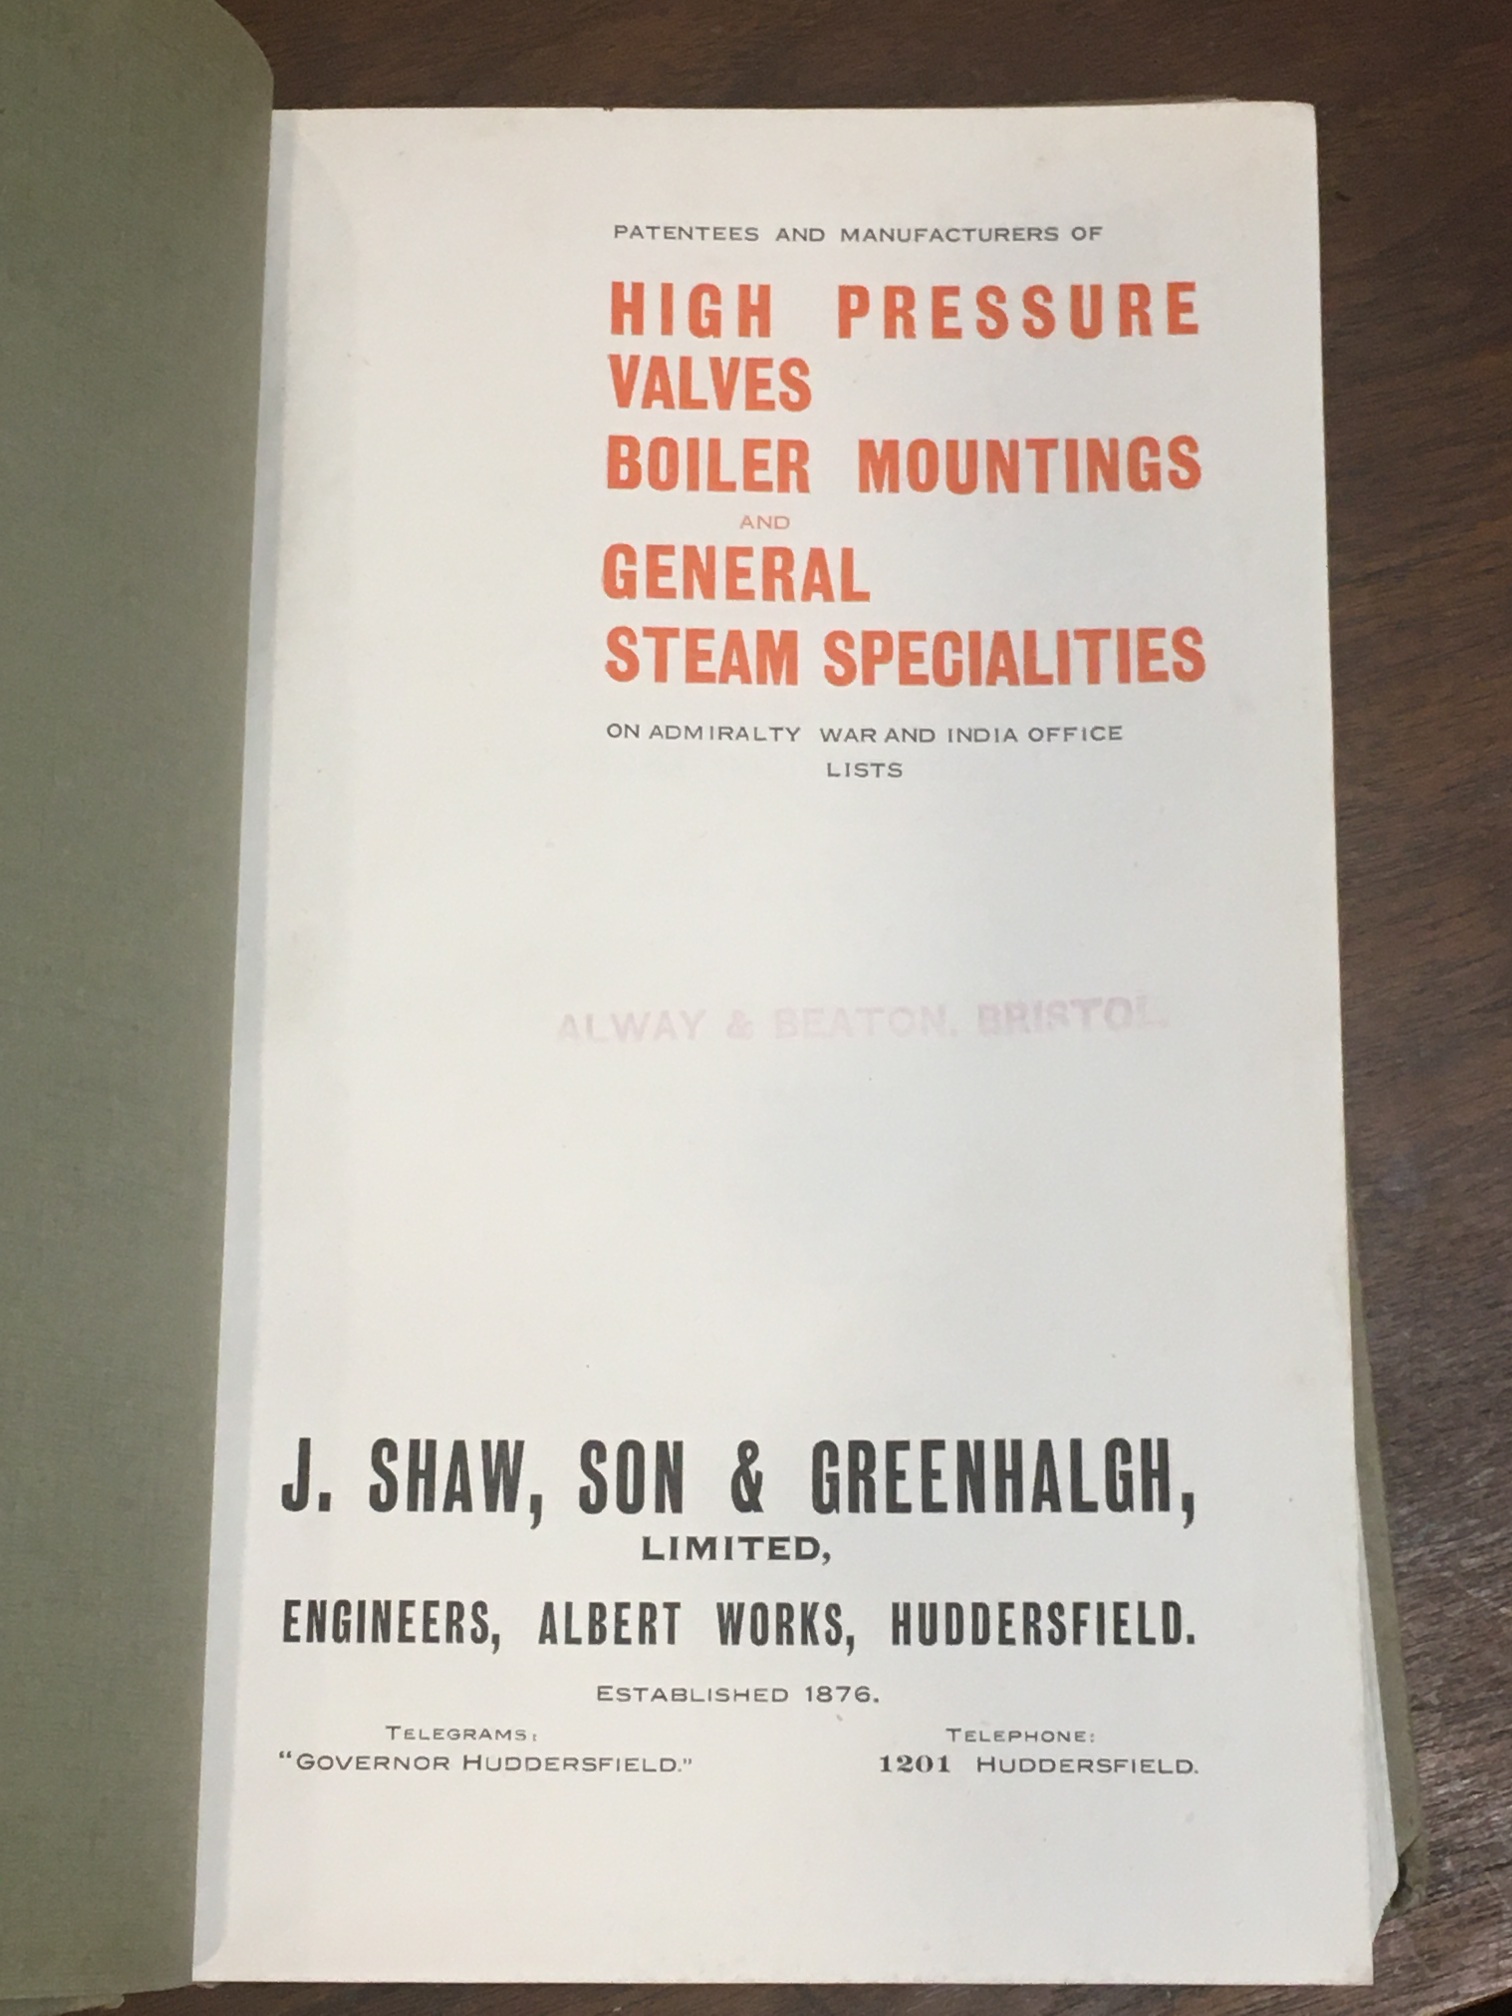 PATENTEES AND MANUFACTURERS OF
HIGH PRESSURE
VALVES
BOILER MOUNTINGS
AND
GENERAL
STEAM SPECIALITIES
ON ADMIRALTY WAR AND INDIA OFFICE
LISTS
ALWAY & BEATON, BRISTOL.
J. SHAW, SON & GREENHALGH,
LIMITED,
ENGINEERS, ALBERT WORKS, HUDDERSFIELD.
ESTABLISHED 1876.
TELEGRAMS: TELEPHONE:
"GOVERNOR HUDDERSFIELD." 1201 HUDDERSFIELD.